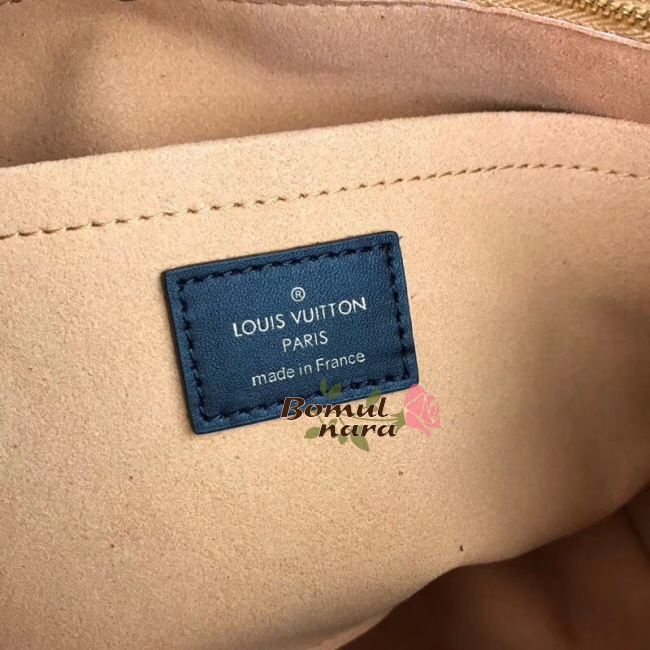 ®
LOUIS VUITTON
PARIS
made in France
Bomul
nara